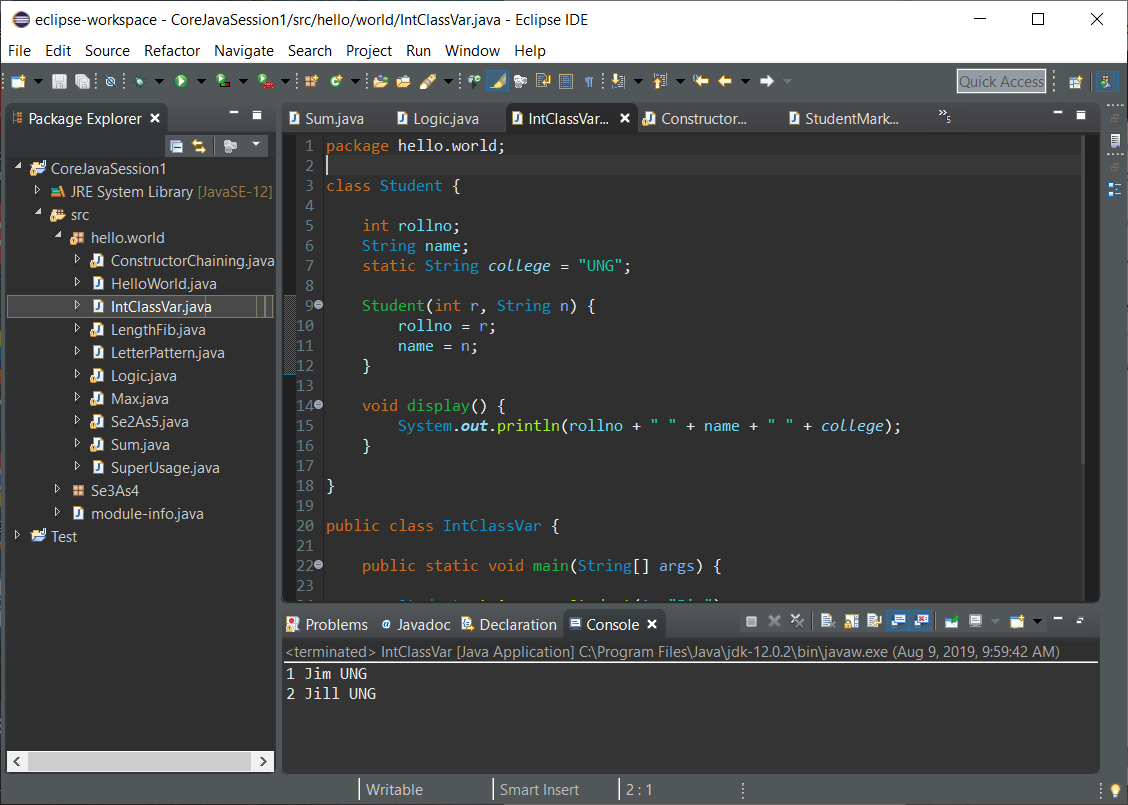 eclipse-workspace - CoreJavaSession1/src/hello/world/IntClassVar.java - Eclipse IDE
File Edit Source Refactor Navigate Search Project Run Window Help
Quick Access
Package Explorer
CoreJavaSession1
JRE System Library [JavaSE-12]
src
hello.world
ConstructorChaining.java
HelloWorld.java
IntClassVar.java
LengthFib.java
LetterPattern.java
Logic.java
Max.java
Se2As5.java
Sum.java
SuperUsage.java
Se3As4
module-info.java
Test
Sum.java Logic.java IntClassVar... Constructor... StudentMark... »5
1 package hello.world;
2
3 class Student {
4
5 int rollno;
6 String name;
7 static String college = "UNG";
8
9 Student(int r, String n) {
10 rollno = r;
11 name = n;
12 }
13
14 void display() {
15 System.out.println(rollno + " " + name + " " + college);
16 }
17
18 }
19
20 public class IntClassVar {
21
22 public static void main(String[] args) {
23
Problems Javadoc Declaration Console
<terminated> IntClassVar [Java Application] C:\Program Files\Java\jdk-12.0.2\bin\javaw.exe (Aug 9, 2019, 9:59:42 AM)
1 Jim UNG
2 Jill UNG
Writable Smart Insert 2 : 1